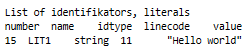 List of identifikators, literals
number name idtype linecode value
15 LIT1 string 11 "Hello world"